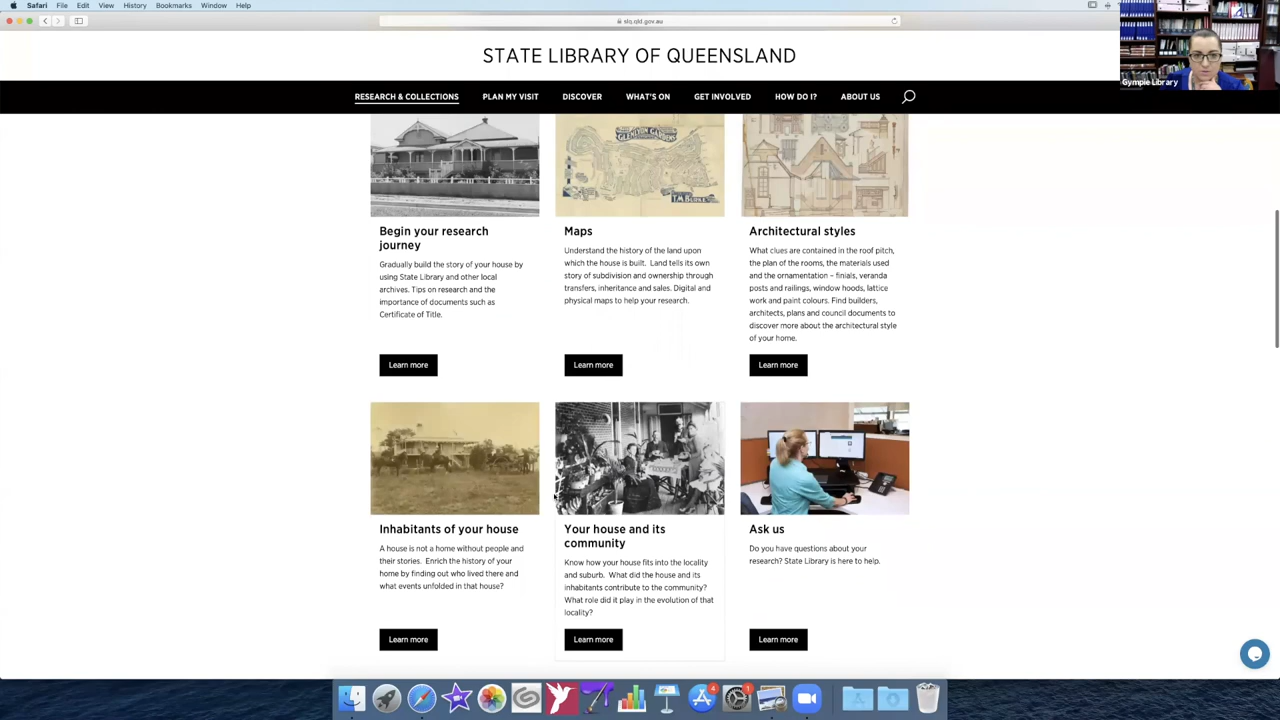 Safari File Edit View History Bookmarks Window Help
slq.qld.gov.au
STATE LIBRARY OF QUEENSLAND
Gympie Library
RESEARCH & COLLECTIONS PLAN MY VISIT DISCOVER WHAT'S ON GET INVOLVED HOW DO I? ABOUT US
GLENLYON GARDENS
T.M.BURKE
Begin your research
journey
Gradually build the story of your house by
using State Library and other local
archives. Tips on research and the
importance of documents such as
Certificate of Title.
Learn more
Maps
Understand the history of the land upon
which the house is built. Land tells its own
story of subdivision and ownership through
transfers, inheritance and sales. Digital and
physical maps to help your research.
Learn more
Architectural styles
What clues are contained in the roof pitch,
the plan of the rooms, the materials used
and the ornamentation – finials, veranda
posts and railings, window hoods, lattice
work and paint colours. Find builders,
architects, plans and council documents to
discover more about the architectural style
of your home.
Learn more
Inhabitants of your house
A house is not a home without people and
their stories. Enrich the history of your
home by finding out who lived there and
what events unfolded in that house?
Learn more
Your house and its
community
Know how your house fits into the locality
and suburb. What did the house and its
inhabitants contribute to the community?
What role did it play in the evolution of that
locality?
Learn more
Ask us
Do you have questions about your
research? State Library is here to help.
Learn more
4
1